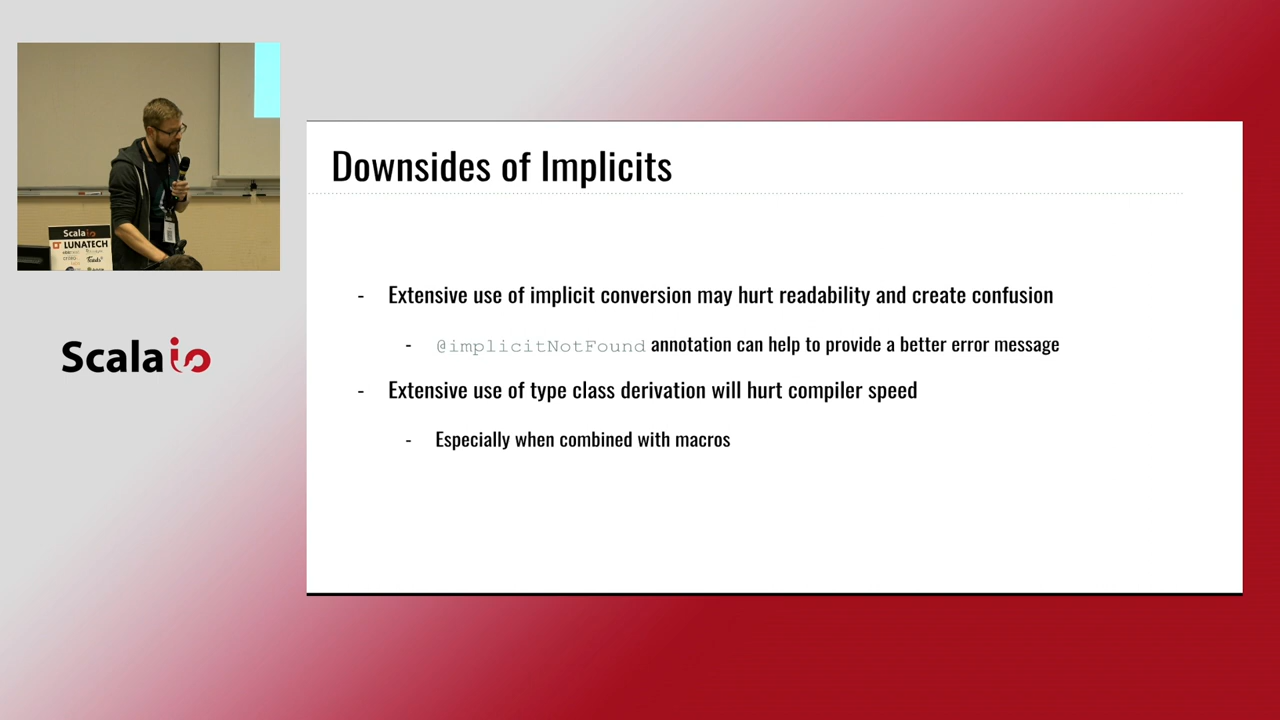 Downsides of Implicits
- Extensive use of implicit conversion may hurt readability and create confusion
- @implicitNotFound annotation can help to provide a better error message
- Extensive use of type class derivation will hurt compiler speed
- Especially when combined with macros
Scalaio
LUNATECH
Scalaio